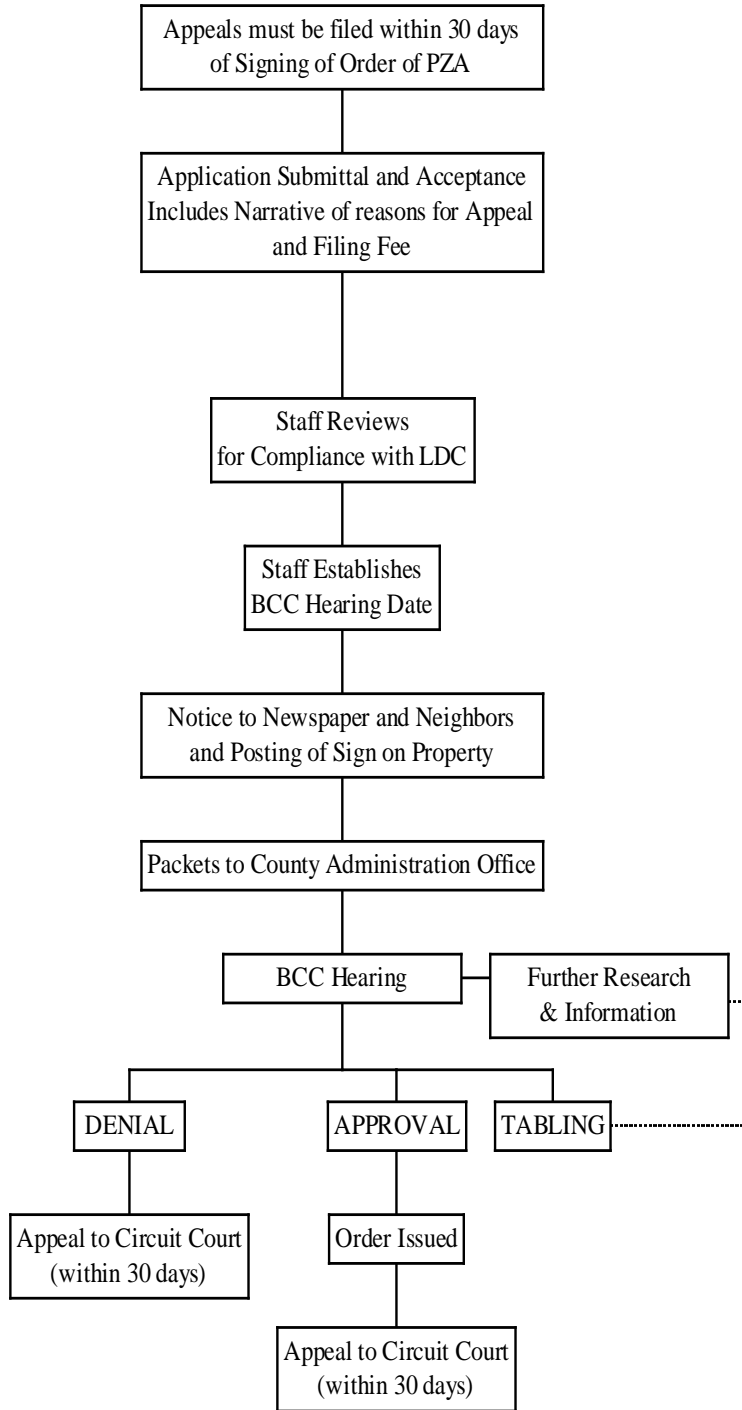 Appeals must be filed within 30 days
of Signing of Order of PZA
Application Submittal and Acceptance
Includes Narrative of reasons for Appeal
and Filing Fee
Staff Reviews
for Compliance with LDC
Staff Establishes
BCC Hearing Date
Notice to Newspaper and Neighbors
and Posting of Sign on Property
Packets to County Administration Office
BCC Hearing
Further Research
& Information
DENIAL
APPROVAL
TABLING
Appeal to Circuit Court
(within 30 days)
Order Issued
Appeal to Circuit Court
(within 30 days)